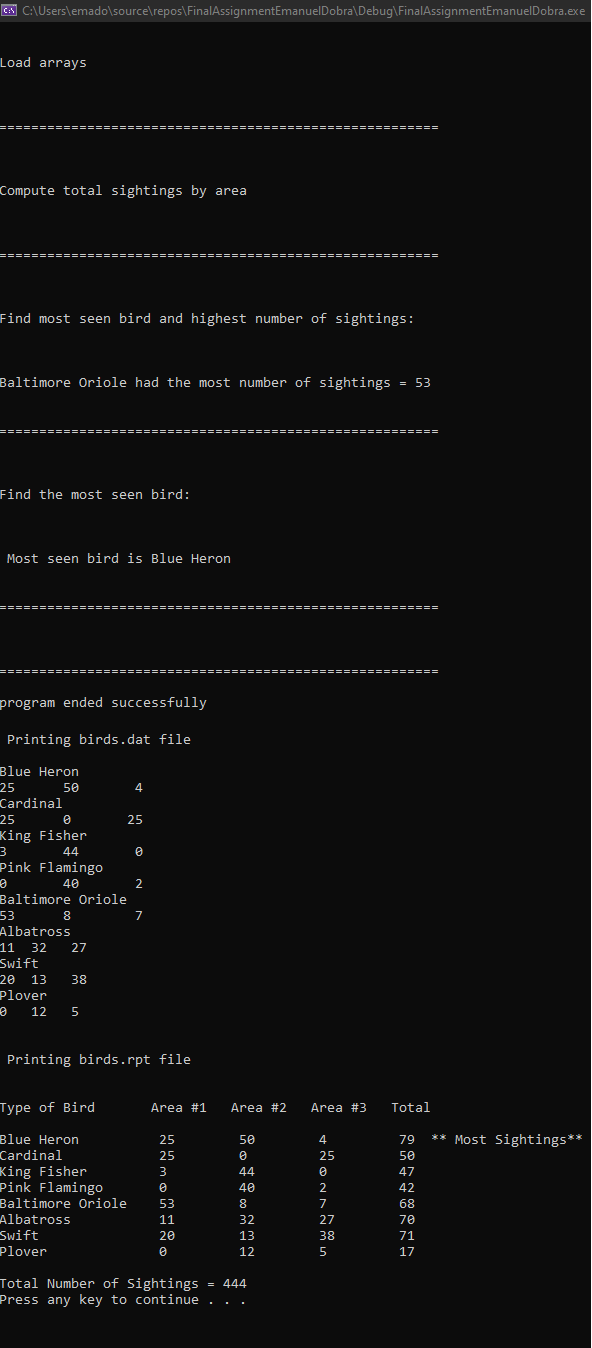 C:\Users\emado\source\repos\FinalAssignmentEmanuelDobra\Debug\FinalAssignmentEmanuelDobra.exe
Load arrays
=======================================================
Compute total sightings by area
=======================================================
Find most seen bird and highest number of sightings:
Baltimore Oriole had the most number of sightings = 53
=======================================================
Find the most seen bird:
Most seen bird is Blue Heron
=======================================================
=======================================================
program ended successfully
Printing birds.dat file
Blue Heron
25 50 4
Cardinal
25 0 25
King Fisher
3 44 0
Pink Flamingo
0 40 2
Baltimore Oriole
53 8 7
Albatross
11 32 27
Swift
20 13 38
Plover
0 12 5
Printing birds.rpt file
Type of Bird Area #1 Area #2 Area #3 Total
Blue Heron 25 50 4 79 ** Most Sightings**
Cardinal 25 0 25 50
King Fisher 3 44 0 47
Pink Flamingo 0 40 2 42
Baltimore Oriole 53 8 7 68
Albatross 11 32 27 70
Swift 20 13 38 71
Plover 0 12 5 17
Total Number of Sightings = 444
Press any key to continue . . .